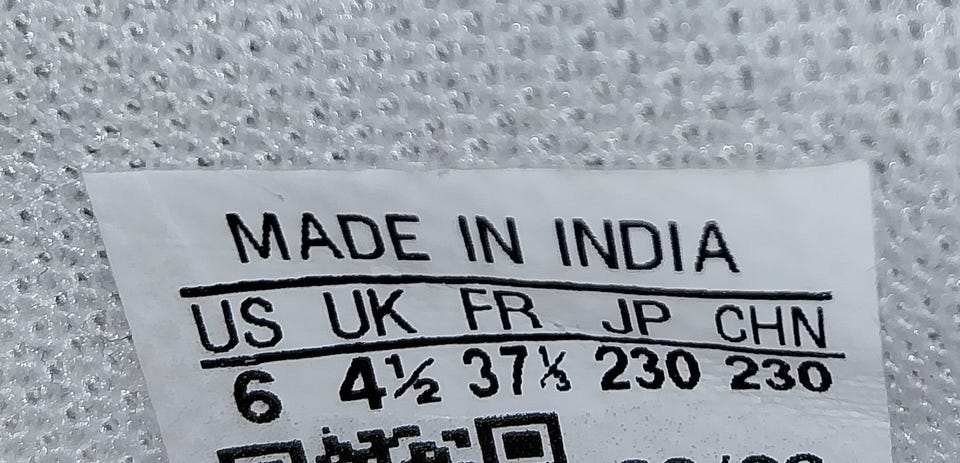 MADE IN INDIA
US UK FR JP CHN
6 4½ 37⅓ 230 230